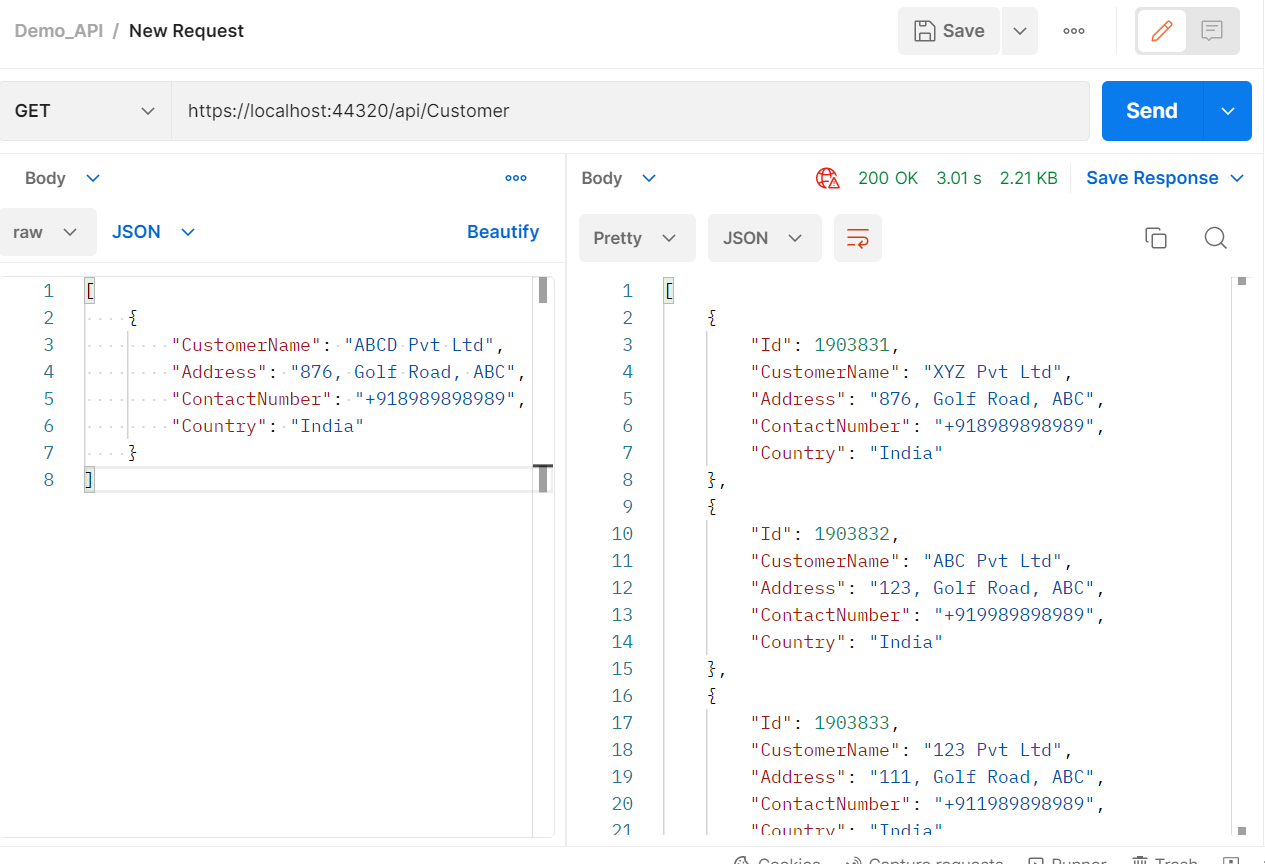 Demo_API / New Request
Save
GET
https://localhost:44320/api/Customer
Send
Body
raw
JSON
Beautify
1 [
2 {
3 "CustomerName": "ABCD Pvt Ltd",
4 "Address": "876, Golf Road, ABC",
5 "ContactNumber": "+918989898989",
6 "Country": "India"
7 }
8 ]
Body
200 OK 3.01 s 2.21 KB Save Response
Pretty
JSON
1 [
2 {
3 "Id": 1903831,
4 "CustomerName": "XYZ Pvt Ltd",
5 "Address": "876, Golf Road, ABC",
6 "ContactNumber": "+918989898989",
7 "Country": "India"
8 },
9 {
10 "Id": 1903832,
11 "CustomerName": "ABC Pvt Ltd",
12 "Address": "123, Golf Road, ABC",
13 "ContactNumber": "+919989898989",
14 "Country": "India"
15 },
16 {
17 "Id": 1903833,
18 "CustomerName": "123 Pvt Ltd",
19 "Address": "111, Golf Road, ABC",
20 "ContactNumber": "+911989898989",
21 "Country": "India"
Cookies Capture requests Runner Trash